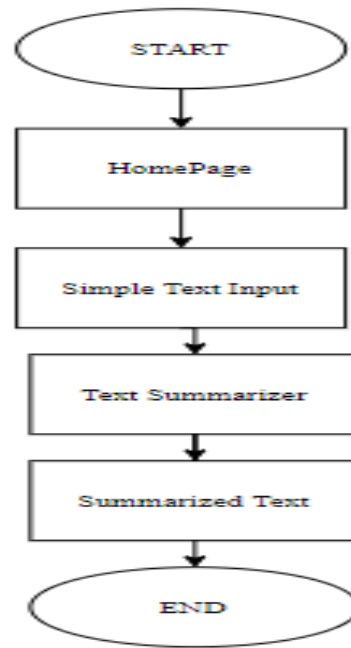 START
HomePage
Simple Text Input
Text Summarizer
Summarized Text
END